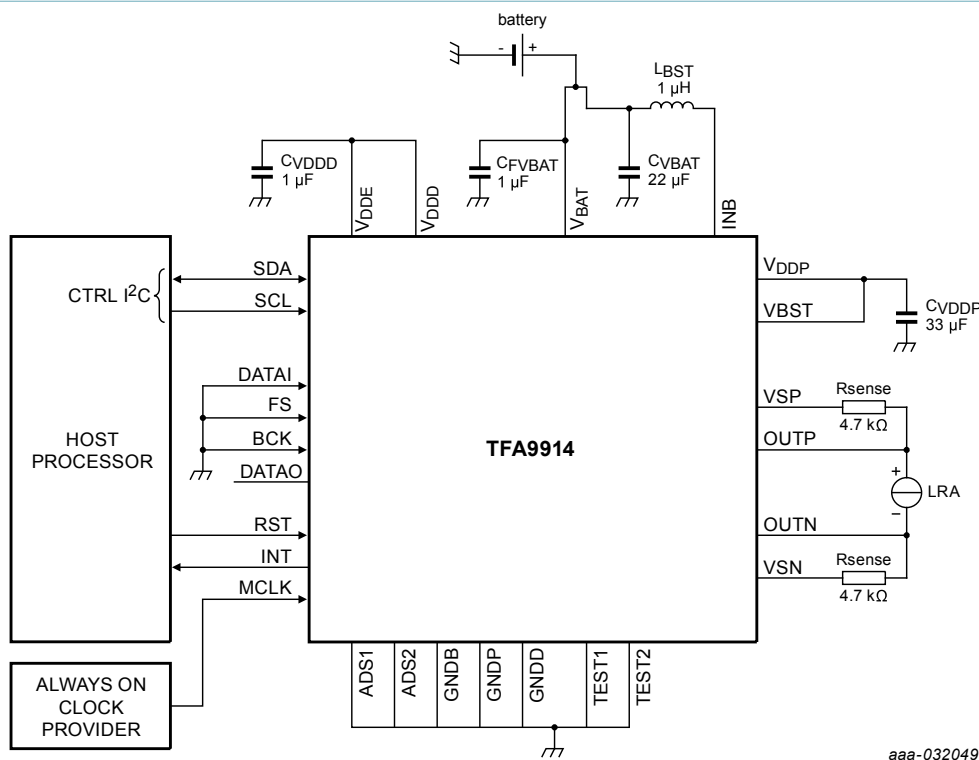 battery
- +
LBST
1 µH
CVDDD
1 µF
CFVBAT
1 µF
CVBAT
22 µF
VDDE
VDDD
VBAT
INB
HOST
PROCESSOR
CTRL I²C
SDA
SCL
DATAI
FS
BCK
DATAO
RST
INT
MCLK
TFA9914
VDDP
VBST
CVDDP
33 µF
VSP
Rsense
4.7 kΩ
OUTP
+
LRA
−
OUTN
VSN
Rsense
4.7 kΩ
ALWAYS ON
CLOCK
PROVIDER
ADS1
ADS2
GNDB
GNDP
GNDD
TEST1
TEST2
aaa-032049